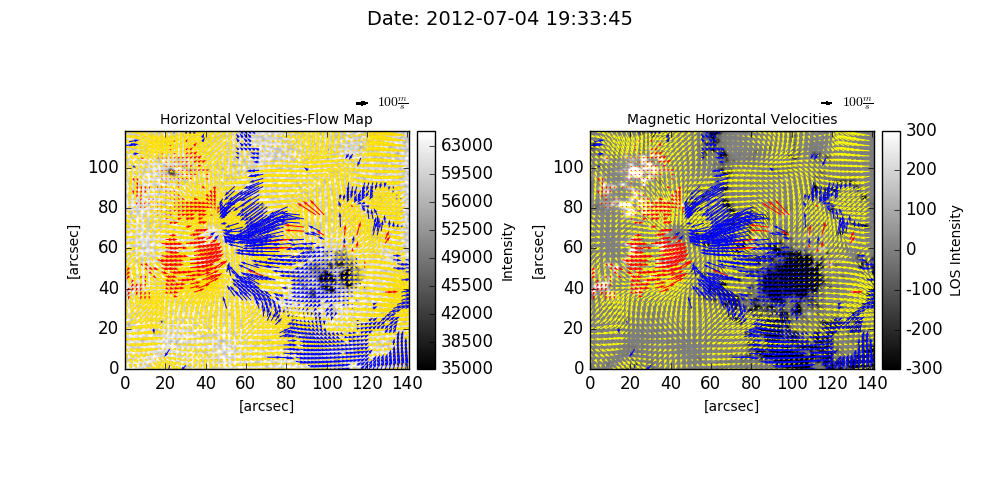 Date: 2012-07-04 19:33:45
100 m/s
100 m/s
Horizontal Velocities-Flow Map
Magnetic Horizontal Velocities
100
80
60
40
20
0
[arcsec]
0 20 40 60 80 100 120 140
[arcsec]
63000
59500
56000
52500
49000
45500
42000
38500
35000
Intensity
100
80
60
40
20
0
[arcsec]
0 20 40 60 80 100 120 140
[arcsec]
300
200
100
0
-100
-200
-300
LOS Intensity